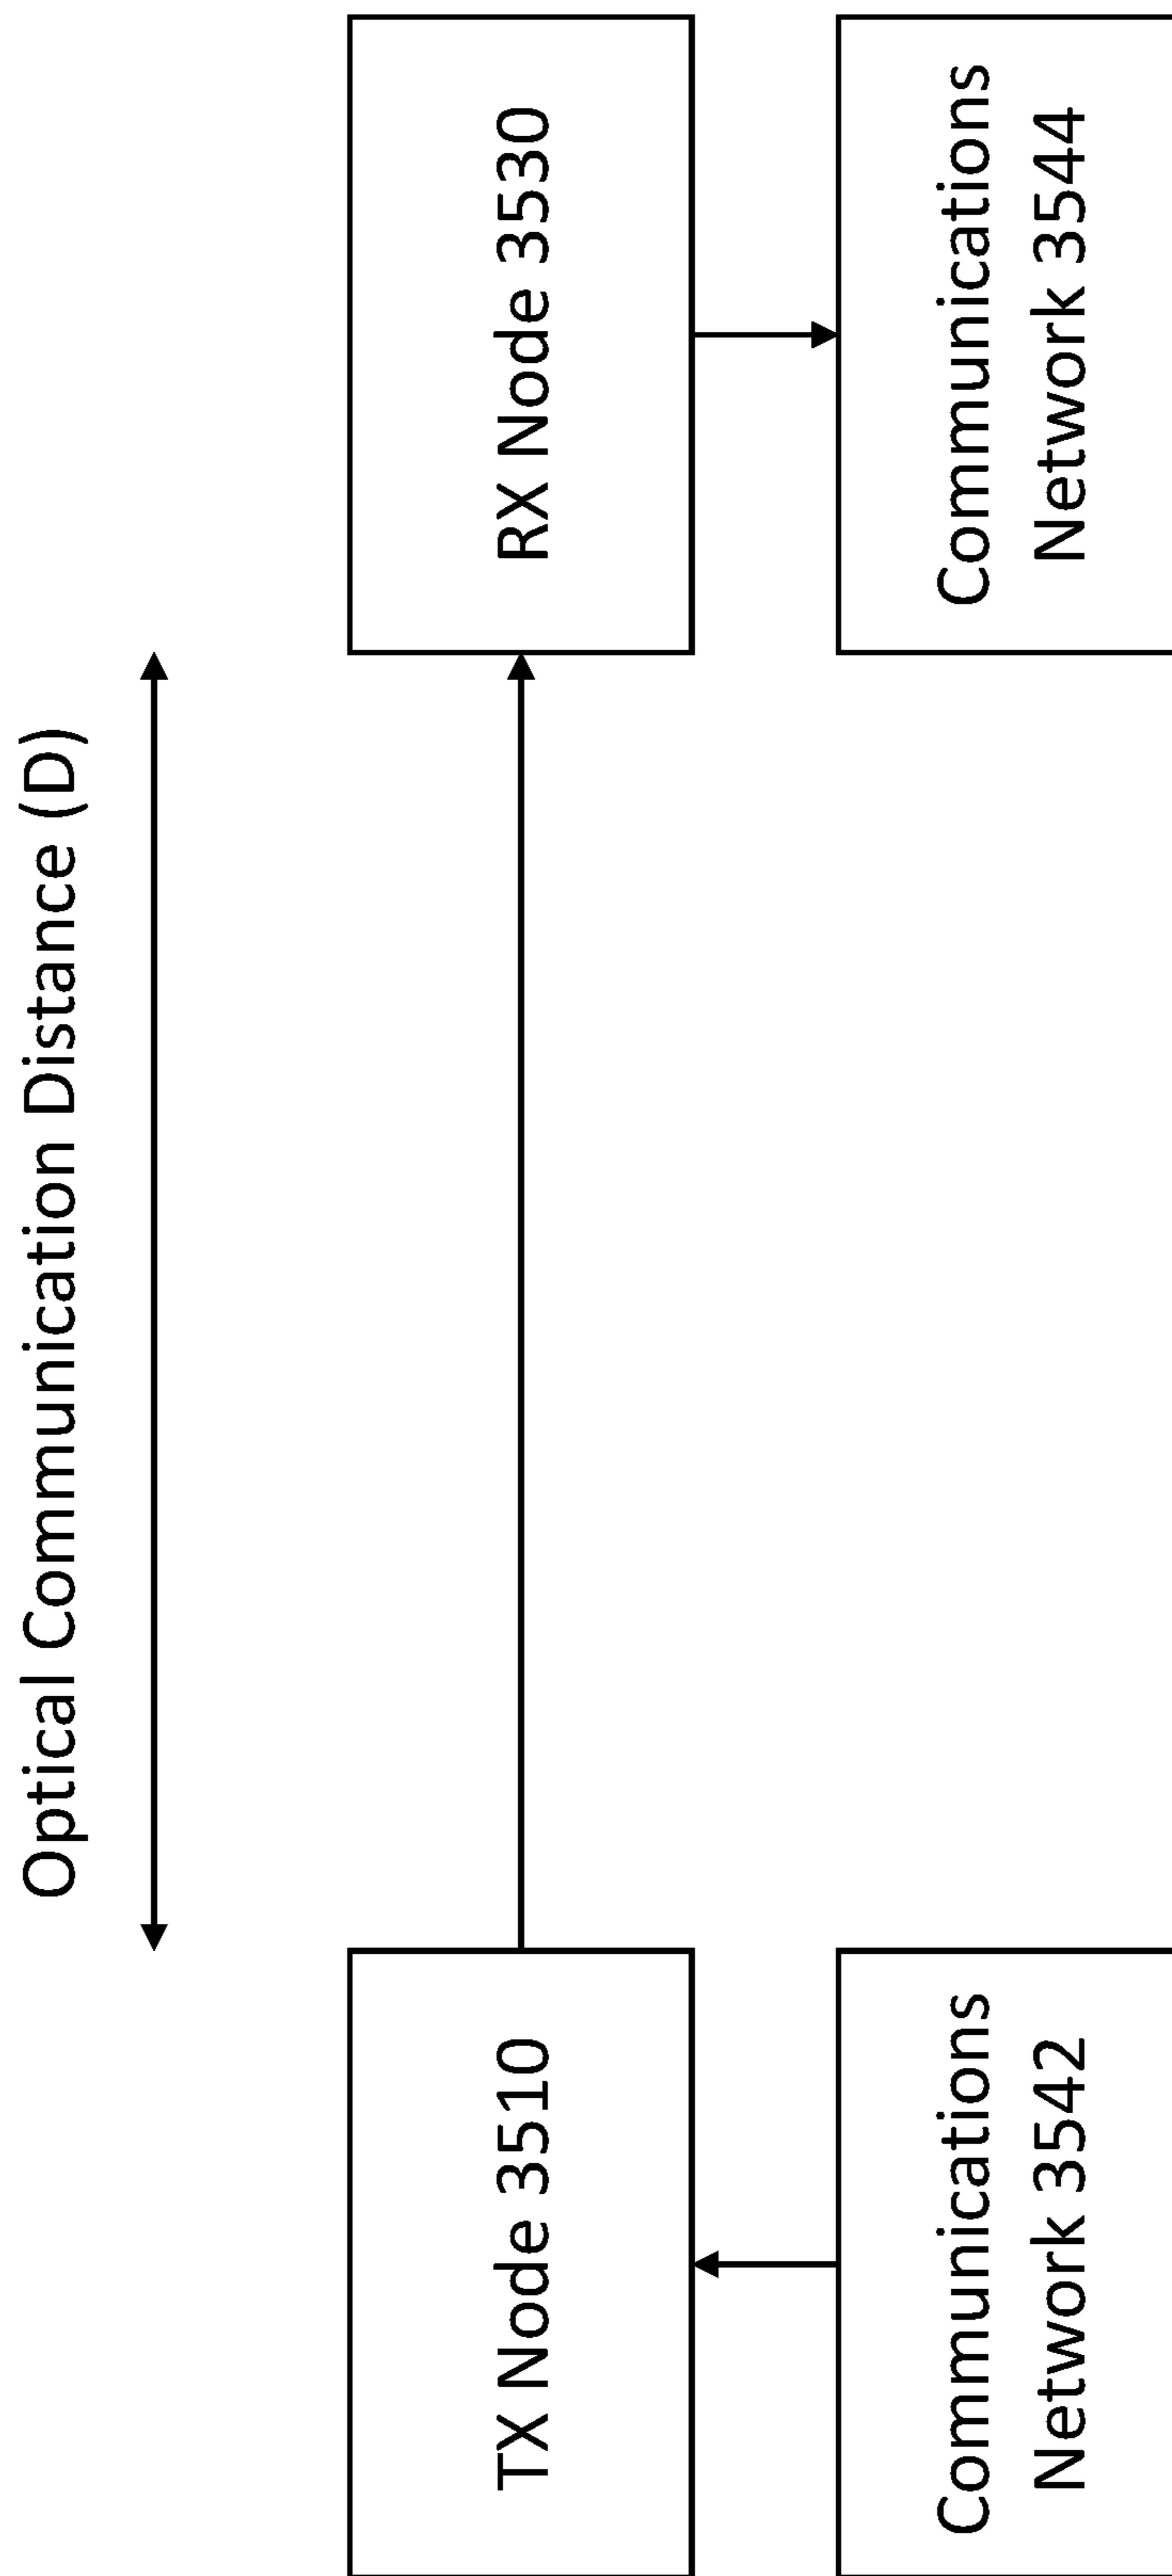 Optical Communication Distance (D)
TX Node 3510
RX Node 3530
Communications
Network 3542
Communications
Network 3544